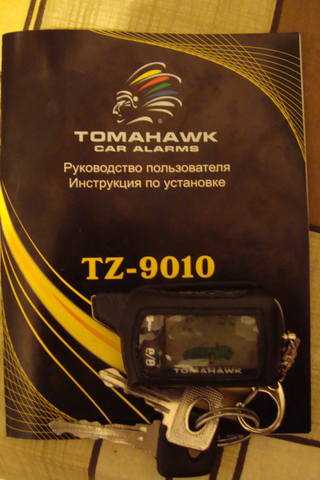 TOMAHAWK
CAR ALARMS
Руководство пользователя
Инструкция по установке
TZ-9010
TOMAHAWK